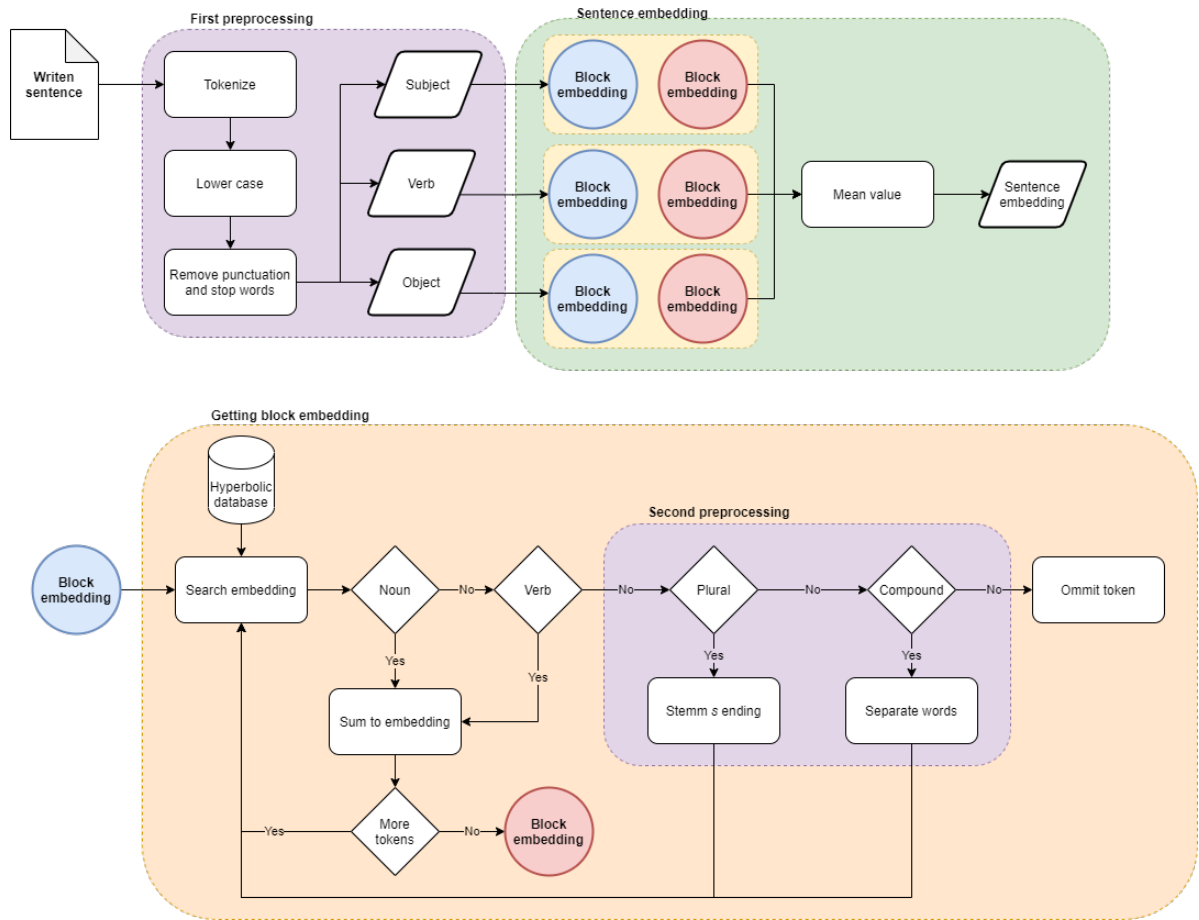 First preprocessing
Sentence embedding
Writen
sentence
Tokenize
Subject
Block
embedding
Block
embedding
Lower case
Verb
Block
embedding
Block
embedding
Mean value
Sentence
embedding
Remove punctuation
and stop words
Object
Block
embedding
Block
embedding
Getting block embedding
Hyperbolic
database
Second preprocessing
Block
embedding
Search embedding
Noun
No
Verb
No
Plural
No
Compound
No
Ommit token
Yes
Yes
Yes
Yes
Sum to embedding
Stemm s ending
Separate words
Yes
More
tokens
No
Block
embedding